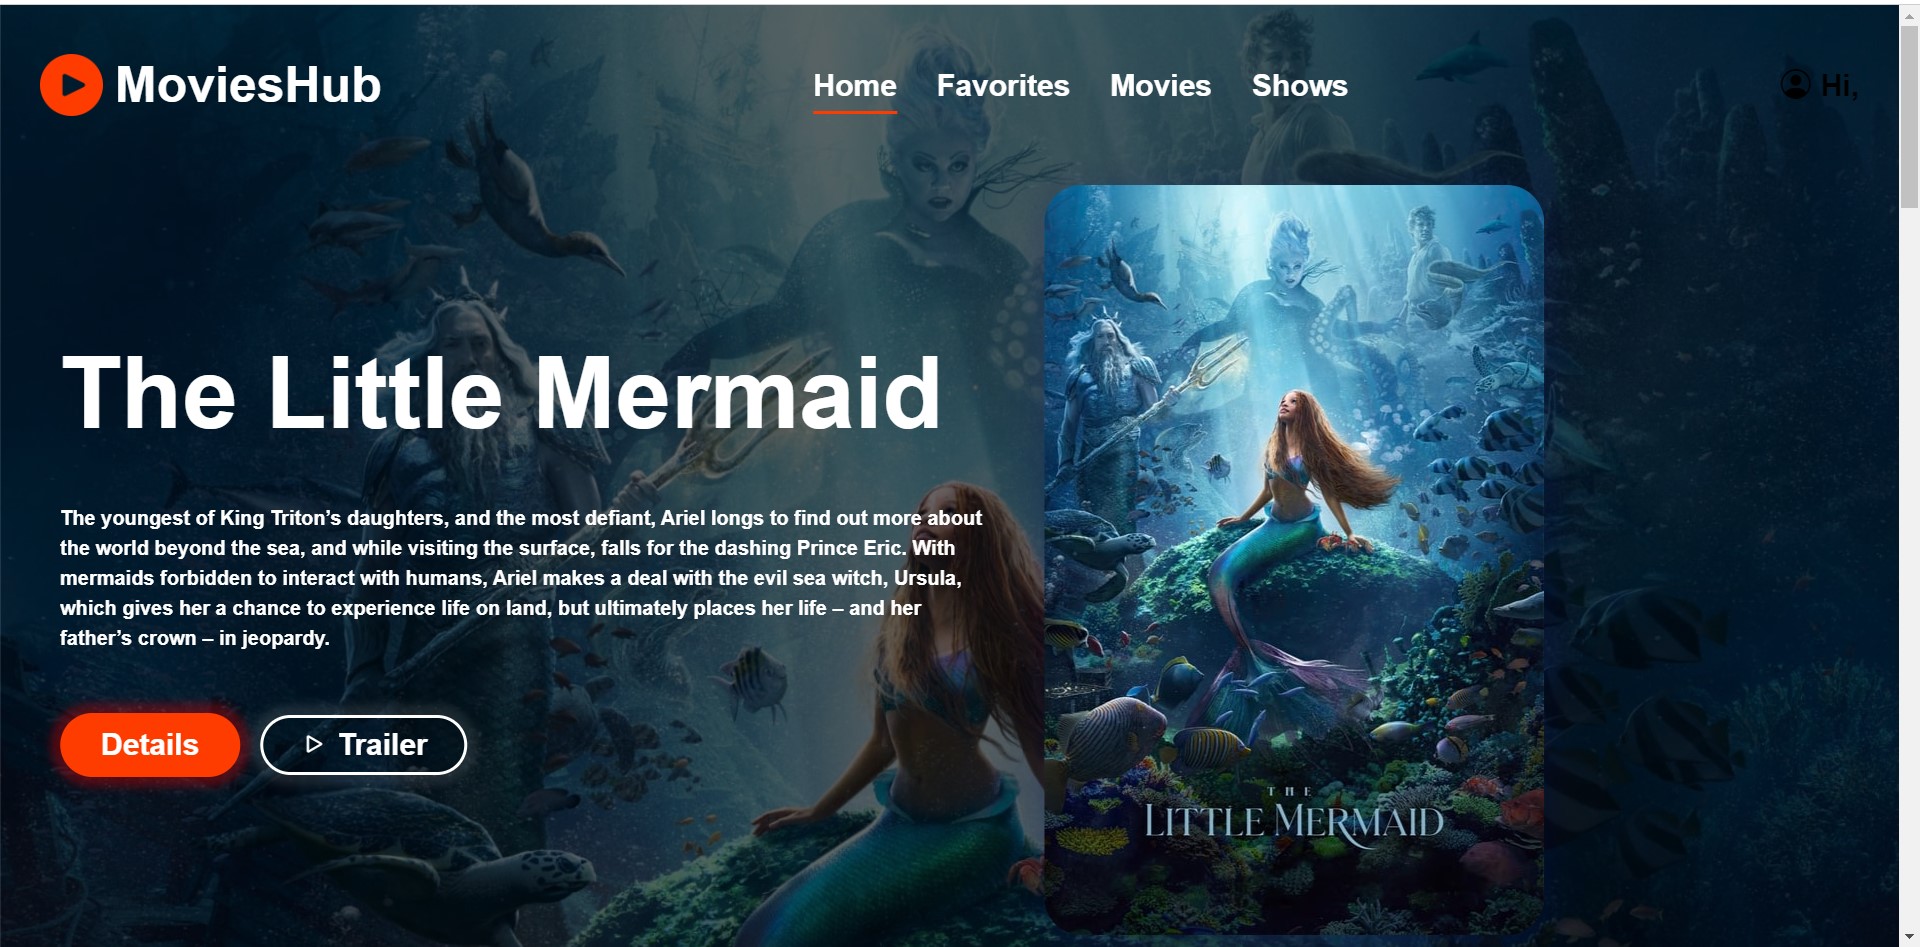 MoviesHub
Home Favorites Movies Shows
Hi,
The Little Mermaid
The youngest of King Triton’s daughters, and the most defiant, Ariel longs to find out more about
the world beyond the sea, and while visiting the surface, falls for the dashing Prince Eric. With
mermaids forbidden to interact with humans, Ariel makes a deal with the evil sea witch, Ursula,
which gives her a chance to experience life on land, but ultimately places her life – and her
father’s crown – in jeopardy.
Details
Trailer
THE
LITTLE MERMAID